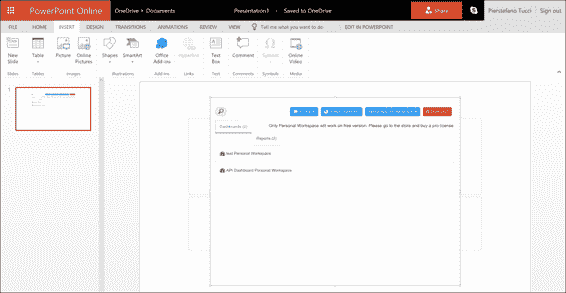 PowerPoint Online
OneDrive ▸ Documents
Presentation1 - Saved to OneDrive
Share
Piersstefano Tucci
Sign out
FILE HOME INSERT DESIGN TRANSITIONS ANIMATIONS REVIEW VIEW Tell me what you want to do EDIT IN POWERPOINT
New Slide
Table
Picture
Online Pictures
Shapes
SmartArt
Office Add-ins
Hyperlink
Text Box
Comment
Symbol
Online Video
Slides Tables Images Illustrations Add-ins Links Text Comments Symbols Media
1
Dashboards (2)
Only Personal Workspace will work on free version. Please go to the store and buy a pro license
Reports (2)
test Personal Workspace
API Dashboard Personal Workspace